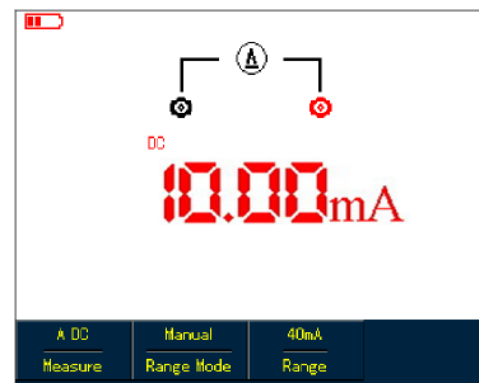 A
DC
10.00mA
A DC Manual 40mA
Measure Range Mode Range